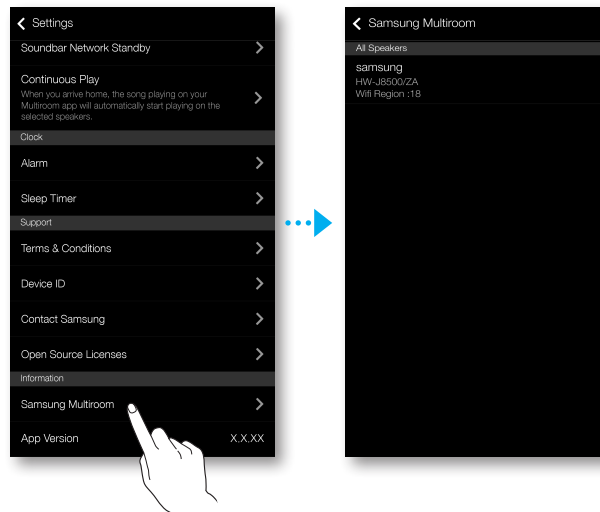 Settings
Soundbar Network Standby
Continuous Play
When you arrive home, the song playing on your
Multiroom app will automatically start playing on the
selected speakers.
Clock
Alarm
Sleep Timer
Support
Terms & Conditions
Device ID
Contact Samsung
Open Source Licenses
Information
Samsung Multiroom
App Version X.X.XX
Samsung Multiroom
All Speakers
samsung
HW-J8500/ZA
Wifi Region :18